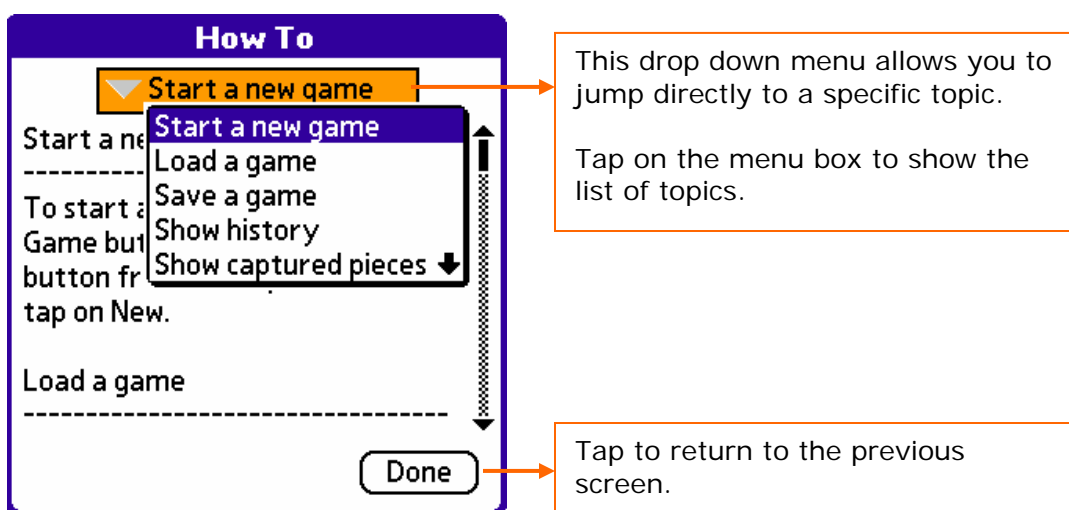 How To
Start a new game
Start a new game
Load a game
Save a game
Show history
Show captured pieces
Start a
To start
Game but
button
tap on New.
Load a game
---------------------------------
Done
This drop down menu allows you to
jump directly to a specific topic.
Tap on the menu box to show the
list of topics.
Tap to return to the previous
screen.